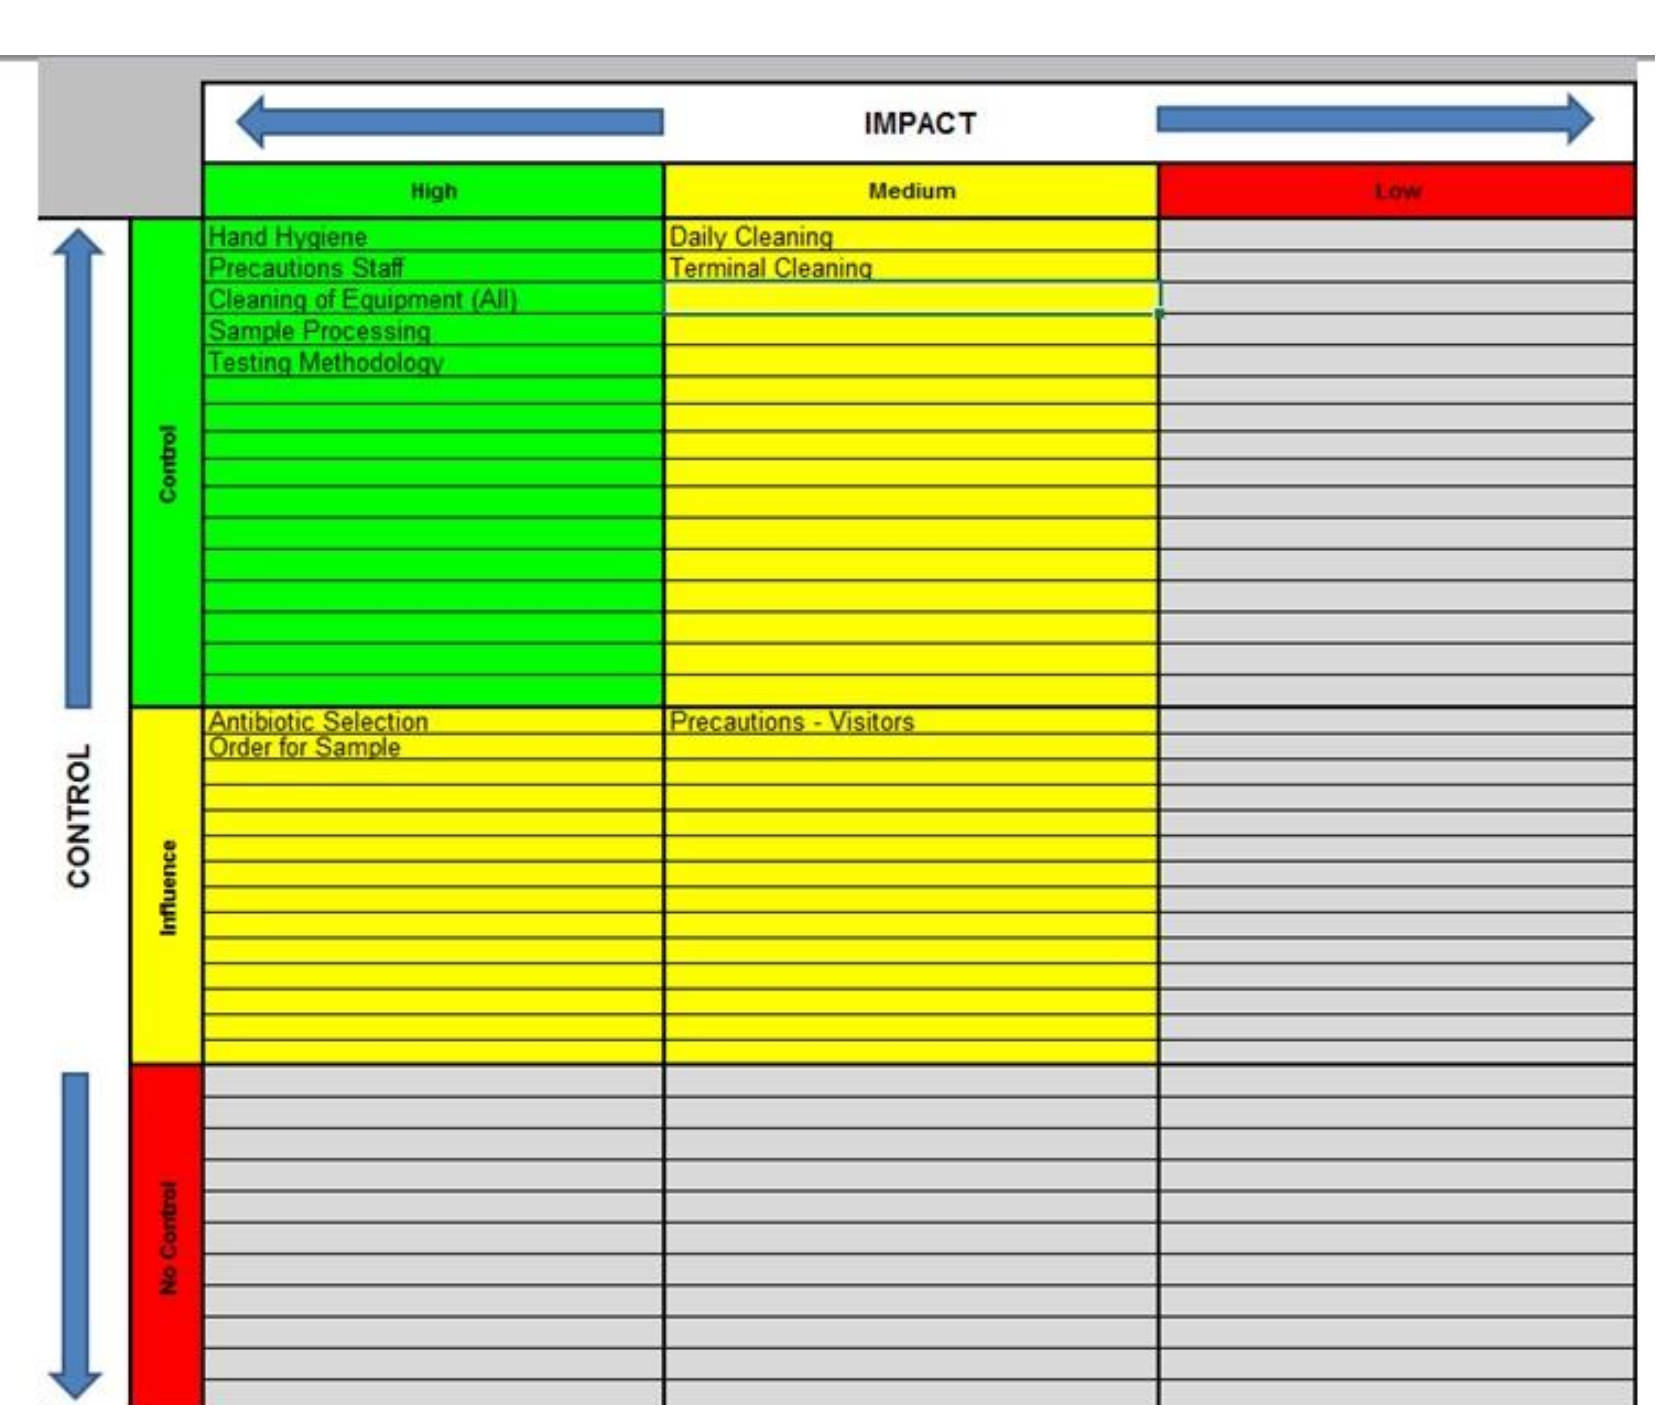 IMPACT
High Medium Low
Hand Hygiene Daily Cleaning
Precautions Staff Terminal Cleaning
Cleaning of Equipment (All)
Sample Processing
Testing Methodology
Control
Antibiotic Selection Precautions - Visitors
Order for Sample
CONTROL
Influence
No Control